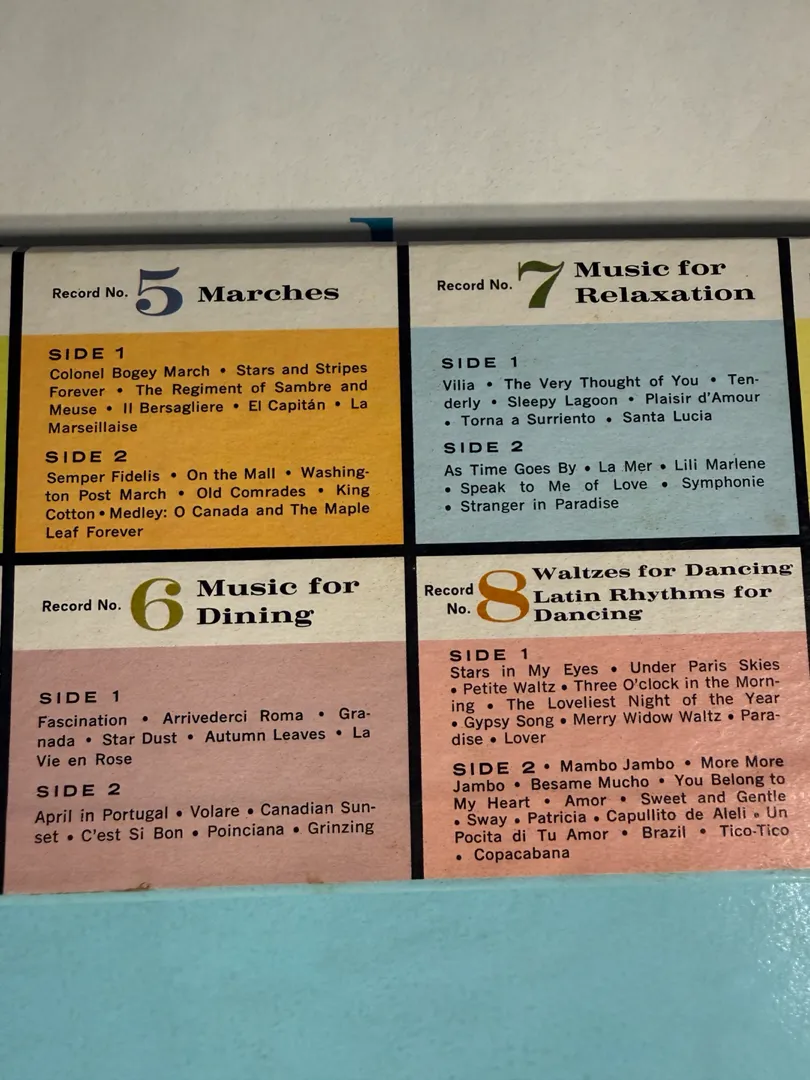 Record No. 5 Marches
SIDE 1
Colonel Bogey March • Stars and Stripes
Forever • The Regiment of Sambre and
Meuse • Il Bersagliere • El Capitán • La
Marseillaise
SIDE 2
Semper Fidelis • On the Mall • Washing-
ton Post March • Old Comrades • King
Cotton • Medley: O Canada and The Maple
Leaf Forever
Record No. 7 Music for
Relaxation
SIDE 1
Vilia • The Very Thought of You • Ten-
derly • Sleepy Lagoon • Plaisir d'Amour
• Torna a Surriento • Santa Lucia
SIDE 2
As Time Goes By • La Mer • Lili Marlene
• Speak to Me of Love • Symphonie
• Stranger in Paradise
Record No. 6 Music for
Dining
SIDE 1
Fascination • Arrivederci Roma • Gra-
nada • Star Dust • Autumn Leaves • La
Vie en Rose
SIDE 2
April in Portugal • Volare • Canadian Sun-
set • C'est Si Bon • Poinciana • Grinzing
Record No. 8 Waltzes for Dancing
Latin Rhythms for
Dancing
SIDE 1
Stars in My Eyes • Under Paris Skies
• Petite Waltz • Three O'clock in the Morn-
ing • The Loveliest Night of the Year
• Gypsy Song • Merry Widow Waltz • Para-
dise • Lover
SIDE 2 • Mambo Jambo • More More
Jambo • Besame Mucho • You Belong to
My Heart • Amor • Sweet and Gentle
• Sway • Patricia • Capullito de Aleli • Un
Pocita di Tu Amor • Brazil • Tico-Tico
• Copacabana